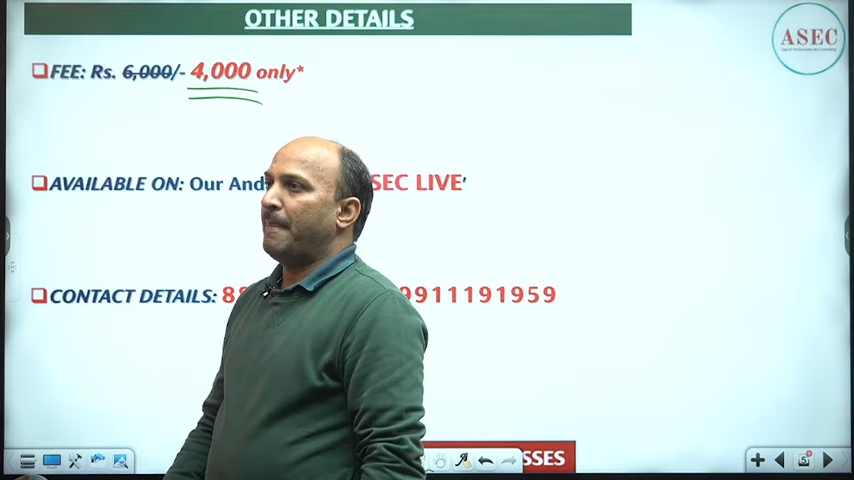 OTHER DETAILS
ASEC
FEE: Rs. 6,000/- 4,000 only*
AVAILABLE ON: Our And SEC LIVE’
CONTACT DETAILS: 9911191959
SSES